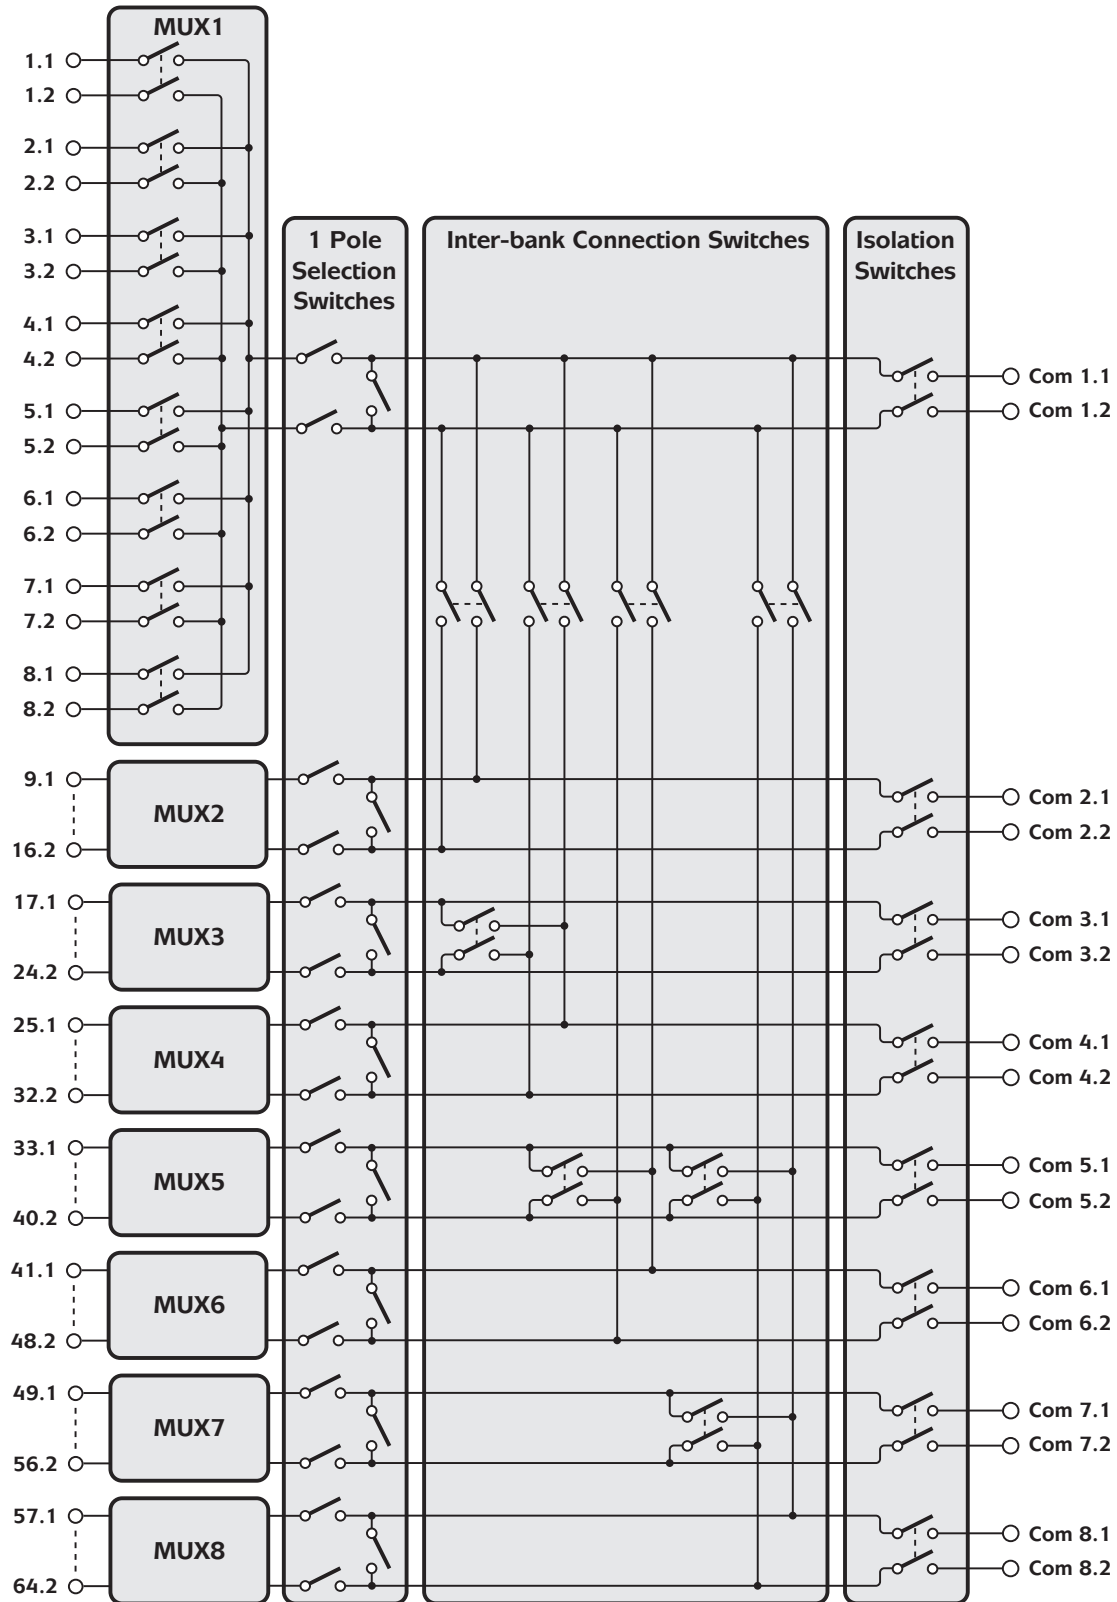 MUX1
1.1
1.2
2.1
2.2
3.1
3.2
4.1
4.2
5.1
5.2
6.1
6.2
7.1
7.2
8.1
8.2
1 Pole
Selection
Switches
Inter-bank Connection Switches
Isolation
Switches
Com 1.1
Com 1.2
9.1
16.2
MUX2
Com 2.1
Com 2.2
17.1
24.2
MUX3
Com 3.1
Com 3.2
25.1
32.2
MUX4
Com 4.1
Com 4.2
33.1
40.2
MUX5
Com 5.1
Com 5.2
41.1
48.2
MUX6
Com 6.1
Com 6.2
49.1
56.2
MUX7
Com 7.1
Com 7.2
57.1
64.2
MUX8
Com 8.1
Com 8.2